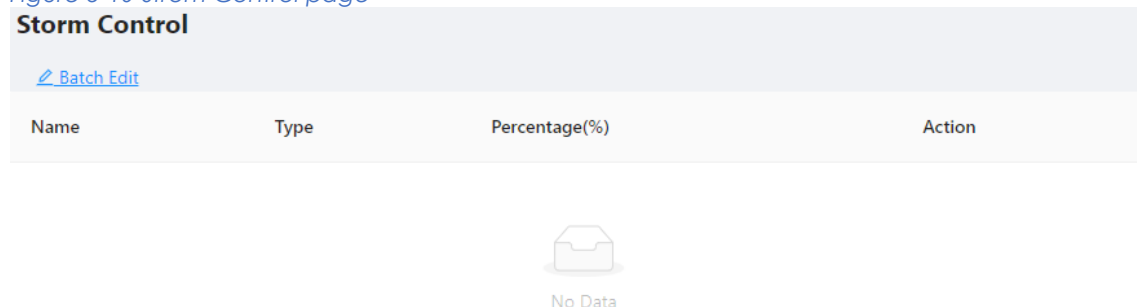 Storm Control
Batch Edit
Name Type Percentage(%) Action
No Data